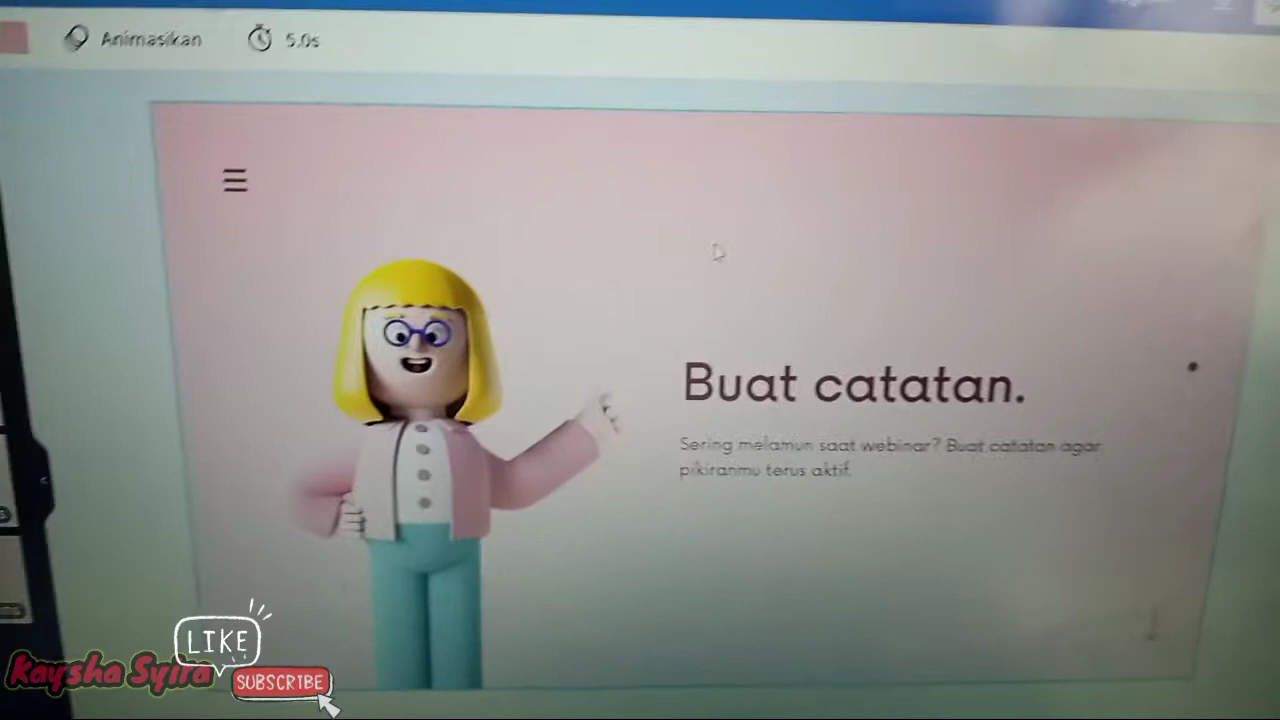 Animasikan
5.0s
Buat catatan.
Sering melamun saat webinar? Buat catatan agar
pikiranmu terus aktif.
LIKE
Kaysha Syira
SUBSCRIBE